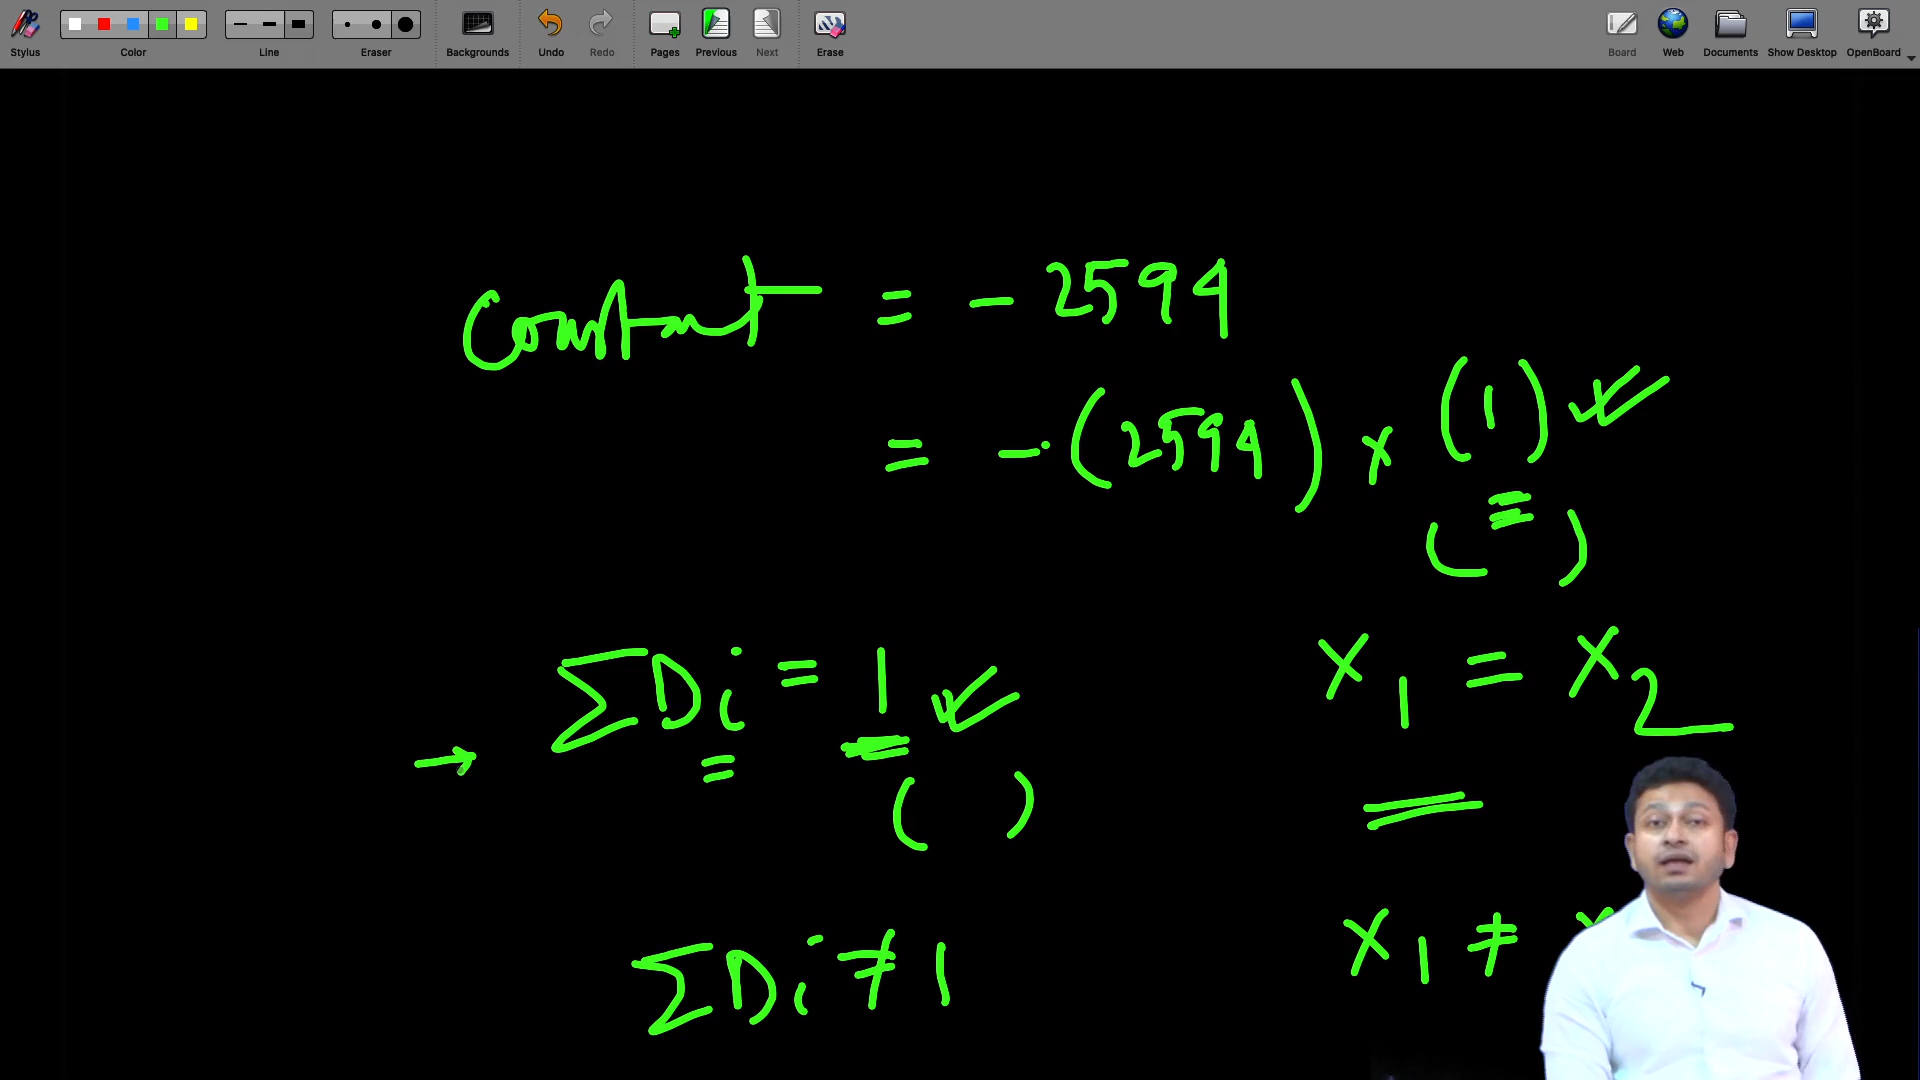 Stylus Color Line Eraser Backgrounds Undo Redo Pages Previous Next Erase Board Web Documents Show Desktop OpenBoard
Constant = - 2594
= - (2594) × (1)
( )
ΣDi = 1
( )
x₁ = x₂
ΣDi ≠ 1
x₁ ≠